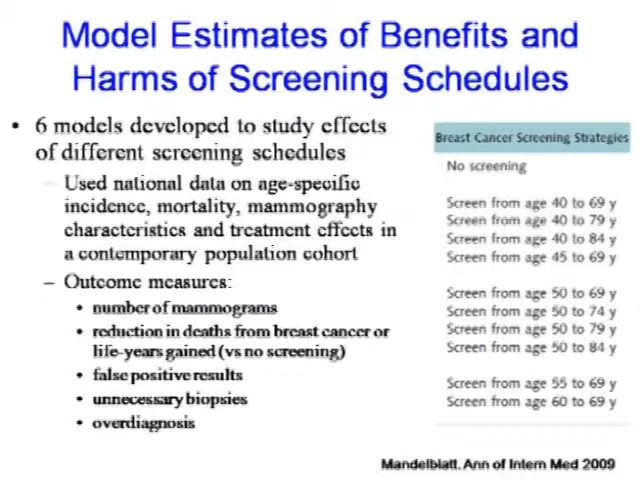 Model Estimates of Benefits and
Harms of Screening Schedules
• 6 models developed to study effects
of different screening schedules
– Used national data on age-specific
incidence, mortality, mammography
characteristics and treatment effects in
a contemporary population cohort
– Outcome measures:
• number of mammograms
• reduction in deaths from breast cancer or
life-years gained (vs no screening)
• false positive results
• unnecessary biopsies
• overdiagnosis
Breast Cancer Screening Strategies
No screening
Screen from age 40 to 69 y
Screen from age 40 to 79 y
Screen from age 40 to 84 y
Screen from age 45 to 69 y
Screen from age 50 to 69 y
Screen from age 50 to 74 y
Screen from age 50 to 79 y
Screen from age 50 to 84 y
Screen from age 55 to 69 y
Screen from age 60 to 69 y
Mandelblatt. Ann of Intern Med 2009